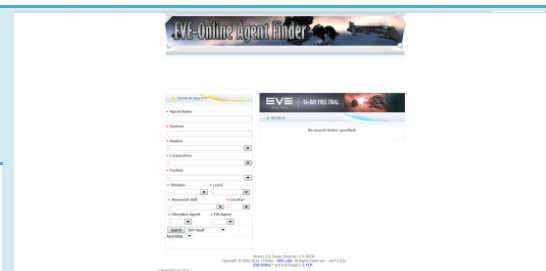 EVE-Online Agent Finder
SEARCH AGENTS
Agent Name
System
Region
Corporation
Faction
Division
Level
Research Skill
Locator
Storyline Agent
FW Agent
Search
Sort result
Ascending
EVE
14-DAY FREE TRIAL
RESULT
No search terms specified.